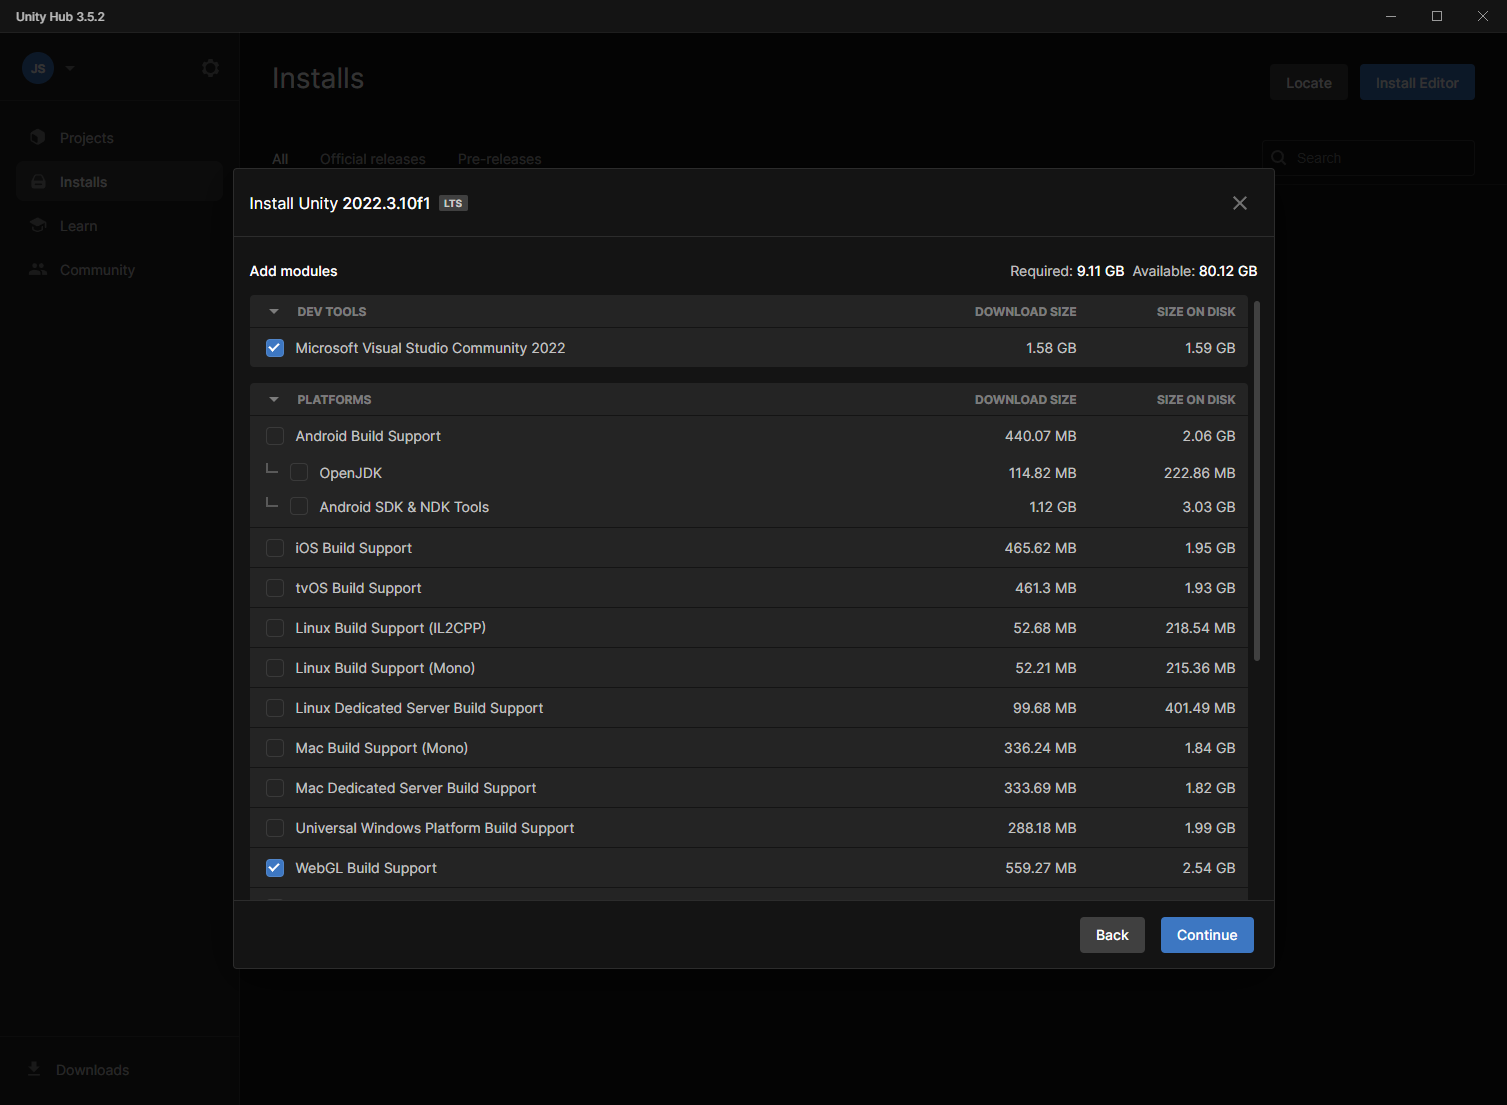 Unity Hub 3.5.2
JS
Installs
Locate
Install Editor
Projects
Installs
Learn
Community
All Official releases Pre-releases
Search
Install Unity 2022.3.10f1 LTS
Add modules
Required: 9.11 GB Available: 80.12 GB
DEV TOOLS DOWNLOAD SIZE SIZE ON DISK
Microsoft Visual Studio Community 2022 1.58 GB 1.59 GB
PLATFORMS DOWNLOAD SIZE SIZE ON DISK
Android Build Support 440.07 MB 2.06 GB
OpenJDK 114.82 MB 222.86 MB
Android SDK & NDK Tools 1.12 GB 3.03 GB
iOS Build Support 465.62 MB 1.95 GB
tvOS Build Support 461.3 MB 1.93 GB
Linux Build Support (IL2CPP) 52.68 MB 218.54 MB
Linux Build Support (Mono) 52.21 MB 215.36 MB
Linux Dedicated Server Build Support 99.68 MB 401.49 MB
Mac Build Support (Mono) 336.24 MB 1.84 GB
Mac Dedicated Server Build Support 333.69 MB 1.82 GB
Universal Windows Platform Build Support 288.18 MB 1.99 GB
WebGL Build Support 559.27 MB 2.54 GB
Back Continue
Downloads